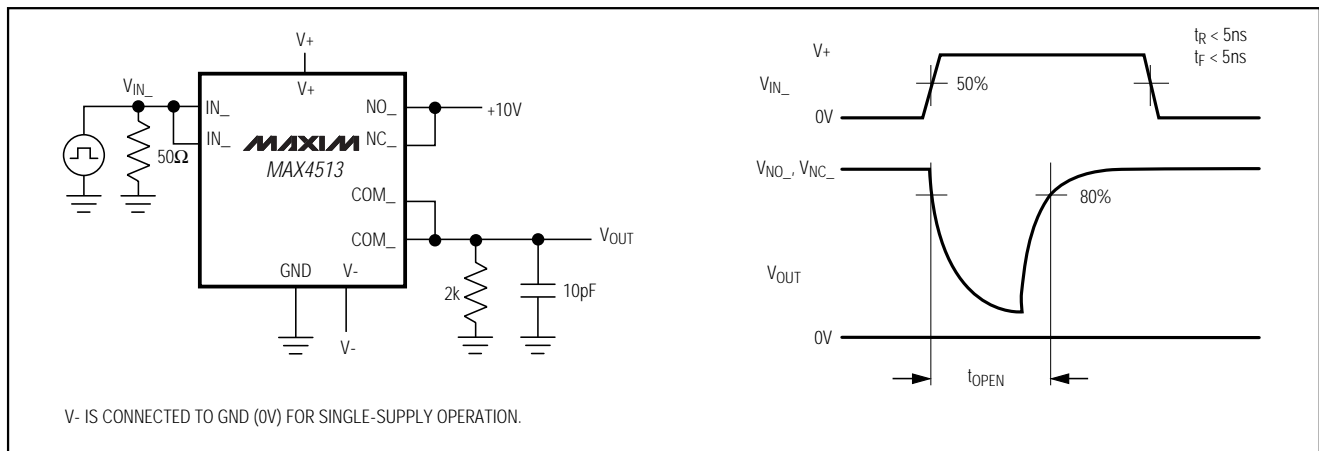 V+
V+
VIN_
IN_
IN_
50Ω
MAXIM
MAX4513
NO_
NC_
+10V
COM_
COM_
VOUT
GND
V-
2k
10pF
V-
V- IS CONNECTED TO GND (0V) FOR SINGLE-SUPPLY OPERATION.
tR < 5ns
tF < 5ns
V+
VIN_
50%
0V
VNO_, VNC_
80%
VOUT
0V
tOPEN